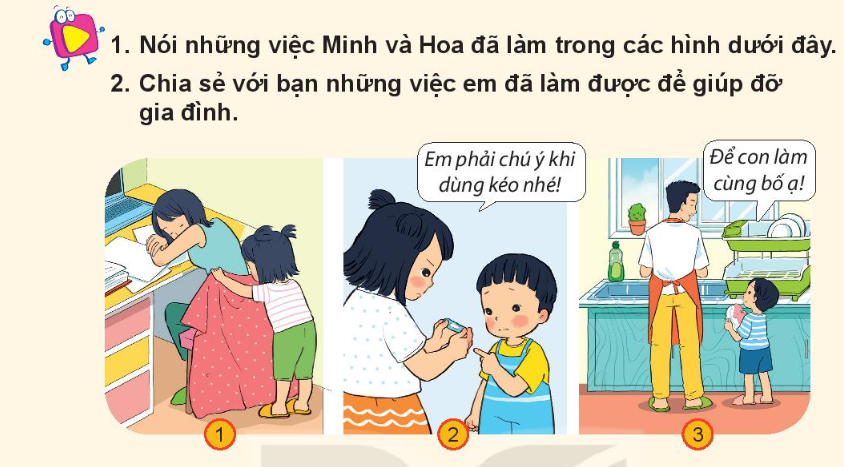 1. Nói những việc Minh và Hoa đã làm trong các hình dưới đây.
2. Chia sẻ với bạn những việc em đã làm được để giúp đỡ
gia đình.
Em phải chú ý khi
dùng kéo nhé!
Để con làm
cùng bố ạ!
1
2
3